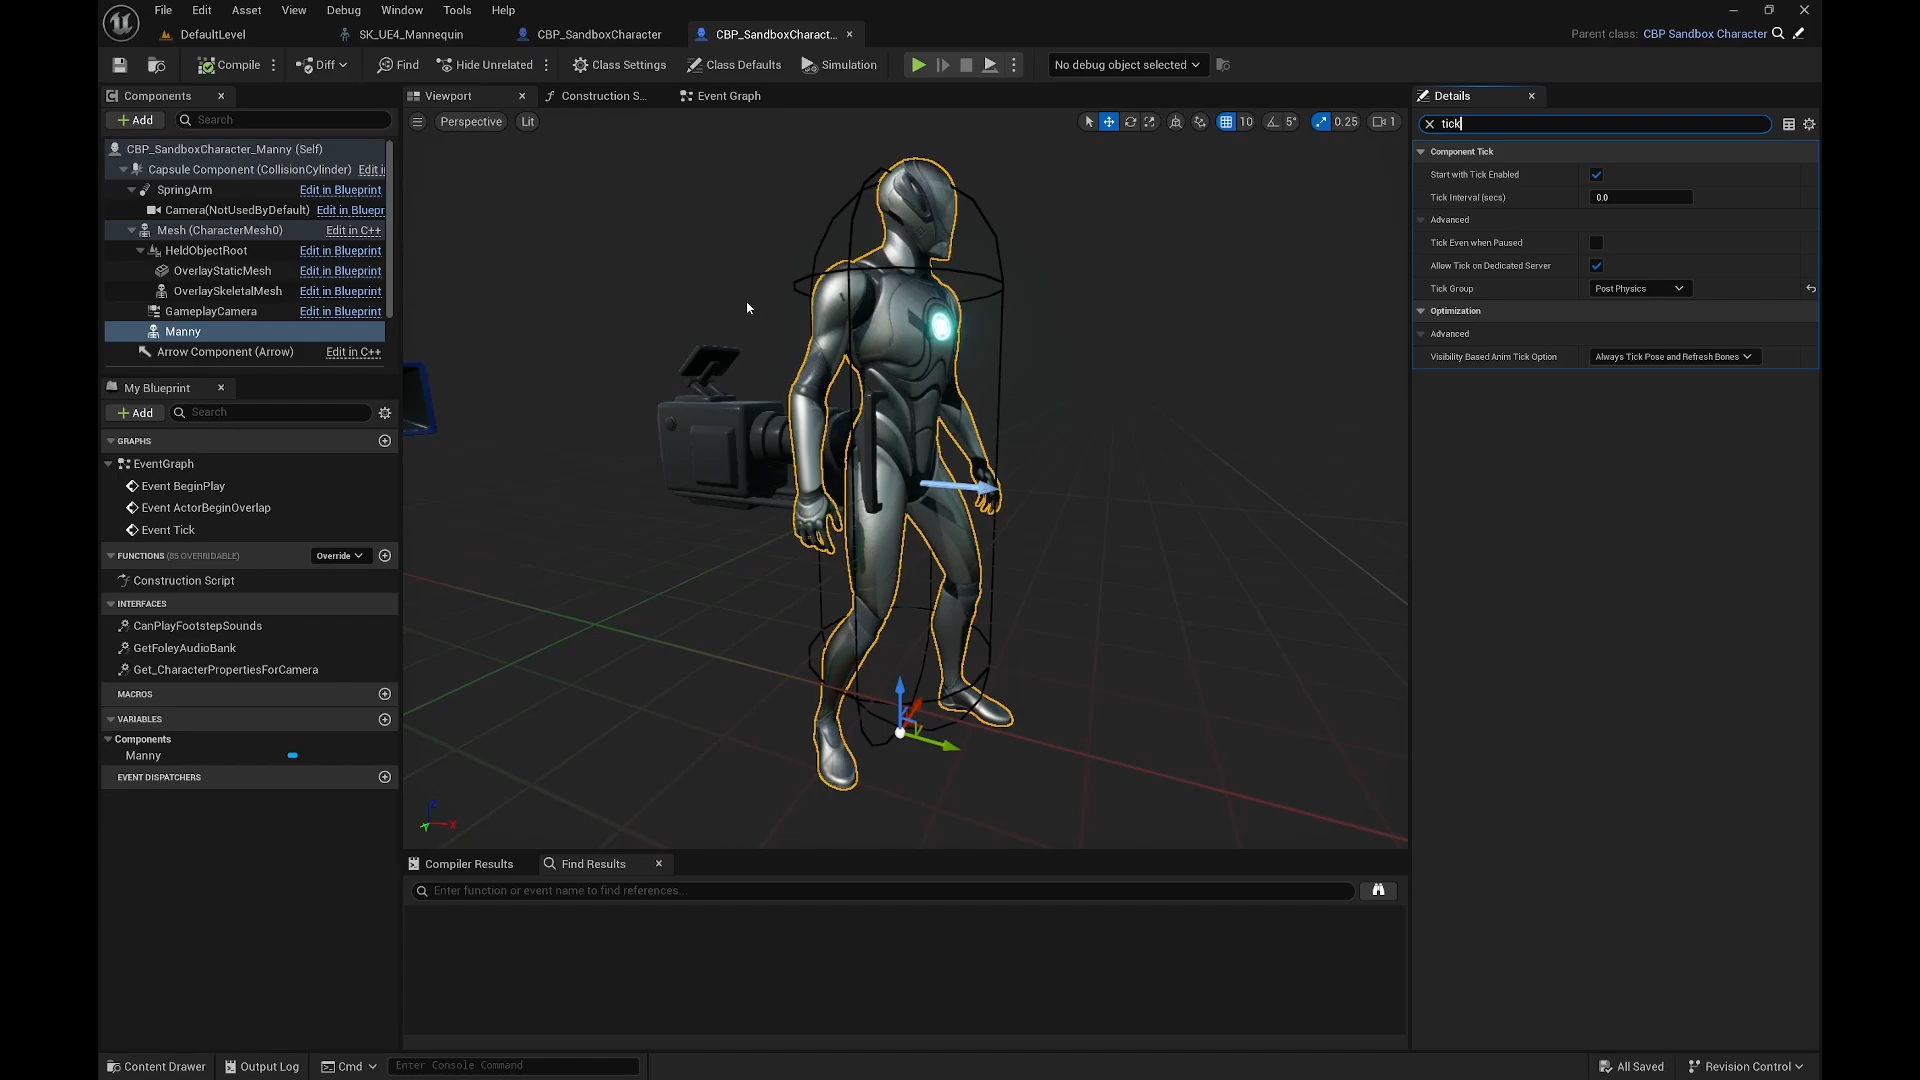 File Edit Asset View Debug Window Tools Help
DefaultLevel SK_UE4_Mannequin CBP_SandboxCharacter CBP_SandboxCharact...
Parent class: CBP Sandbox Character
Compile Diff Find Hide Unrelated Class Settings Class Defaults Simulation No debug object selected
Components
Add Search
CBP_SandboxCharacter_Manny (Self)
Capsule Component (CollisionCylinder) Edit i
SpringArm Edit in Blueprint
Camera(NotUsedByDefault) Edit in Bluepr
Mesh (CharacterMesh0) Edit in C++
HeldObjectRoot Edit in Blueprint
OverlayStaticMesh Edit in Blueprint
OverlaySkeletalMesh Edit in Blueprint
GameplayCamera Edit in Blueprint
Manny
Arrow Component (Arrow) Edit in C++
My Blueprint
Add Search
GRAPHS
EventGraph
Event BeginPlay
Event ActorBeginOverlap
Event Tick
FUNCTIONS (85 OVERRIDABLE) Override
Construction Script
INTERFACES
CanPlayFootstepSounds
GetFoleyAudioBank
Get_CharacterPropertiesForCamera
MACROS
VARIABLES
Components
Manny
EVENT DISPATCHERS
Viewport Construction S... Event Graph
Perspective Lit 10 5° 0.25 1
Z
X
Y
Compiler Results Find Results
Enter function or event name to find references...
Details
tick
Component Tick
Start with Tick Enabled
Tick Interval (secs) 0.0
Advanced
Tick Even when Paused
Allow Tick on Dedicated Server
Tick Group Post Physics
Optimization
Advanced
Visibility Based Anim Tick Option Always Tick Pose and Refresh Bones
Content Drawer Output Log Cmd Enter Console Command All Saved Revision Control